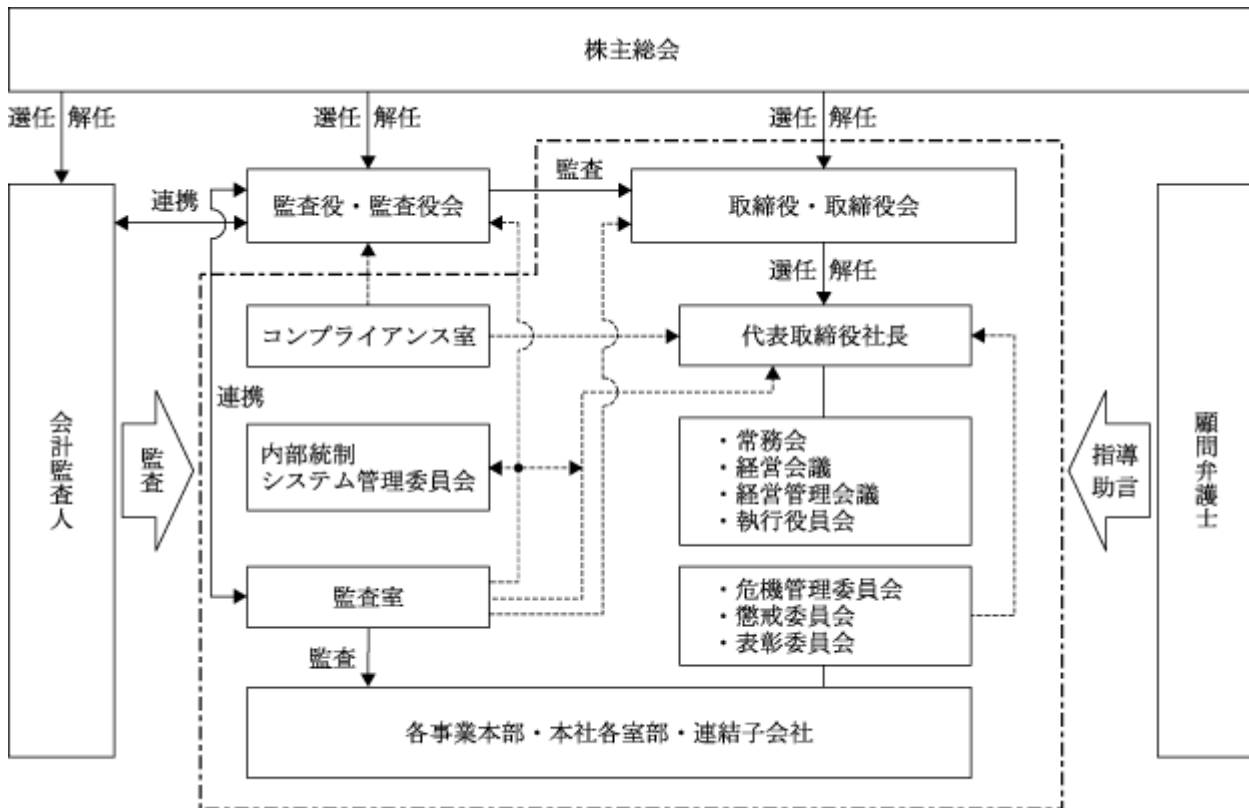 株主総会
選任 解任
選任 解任
選任 解任
監査役・監査役会
監査
取締役・取締役会
連携
選任 解任
コンプライアンス室
代表取締役社長
連携
会計監査人
監査
内部統制
システム管理委員会
・常務会
・経営会議
・経営管理会議
・執行役員会
指導
助言
顧問弁護士
監査室
・危機管理委員会
・懲戒委員会
・表彰委員会
監査
各事業本部・本社各室部・連結子会社